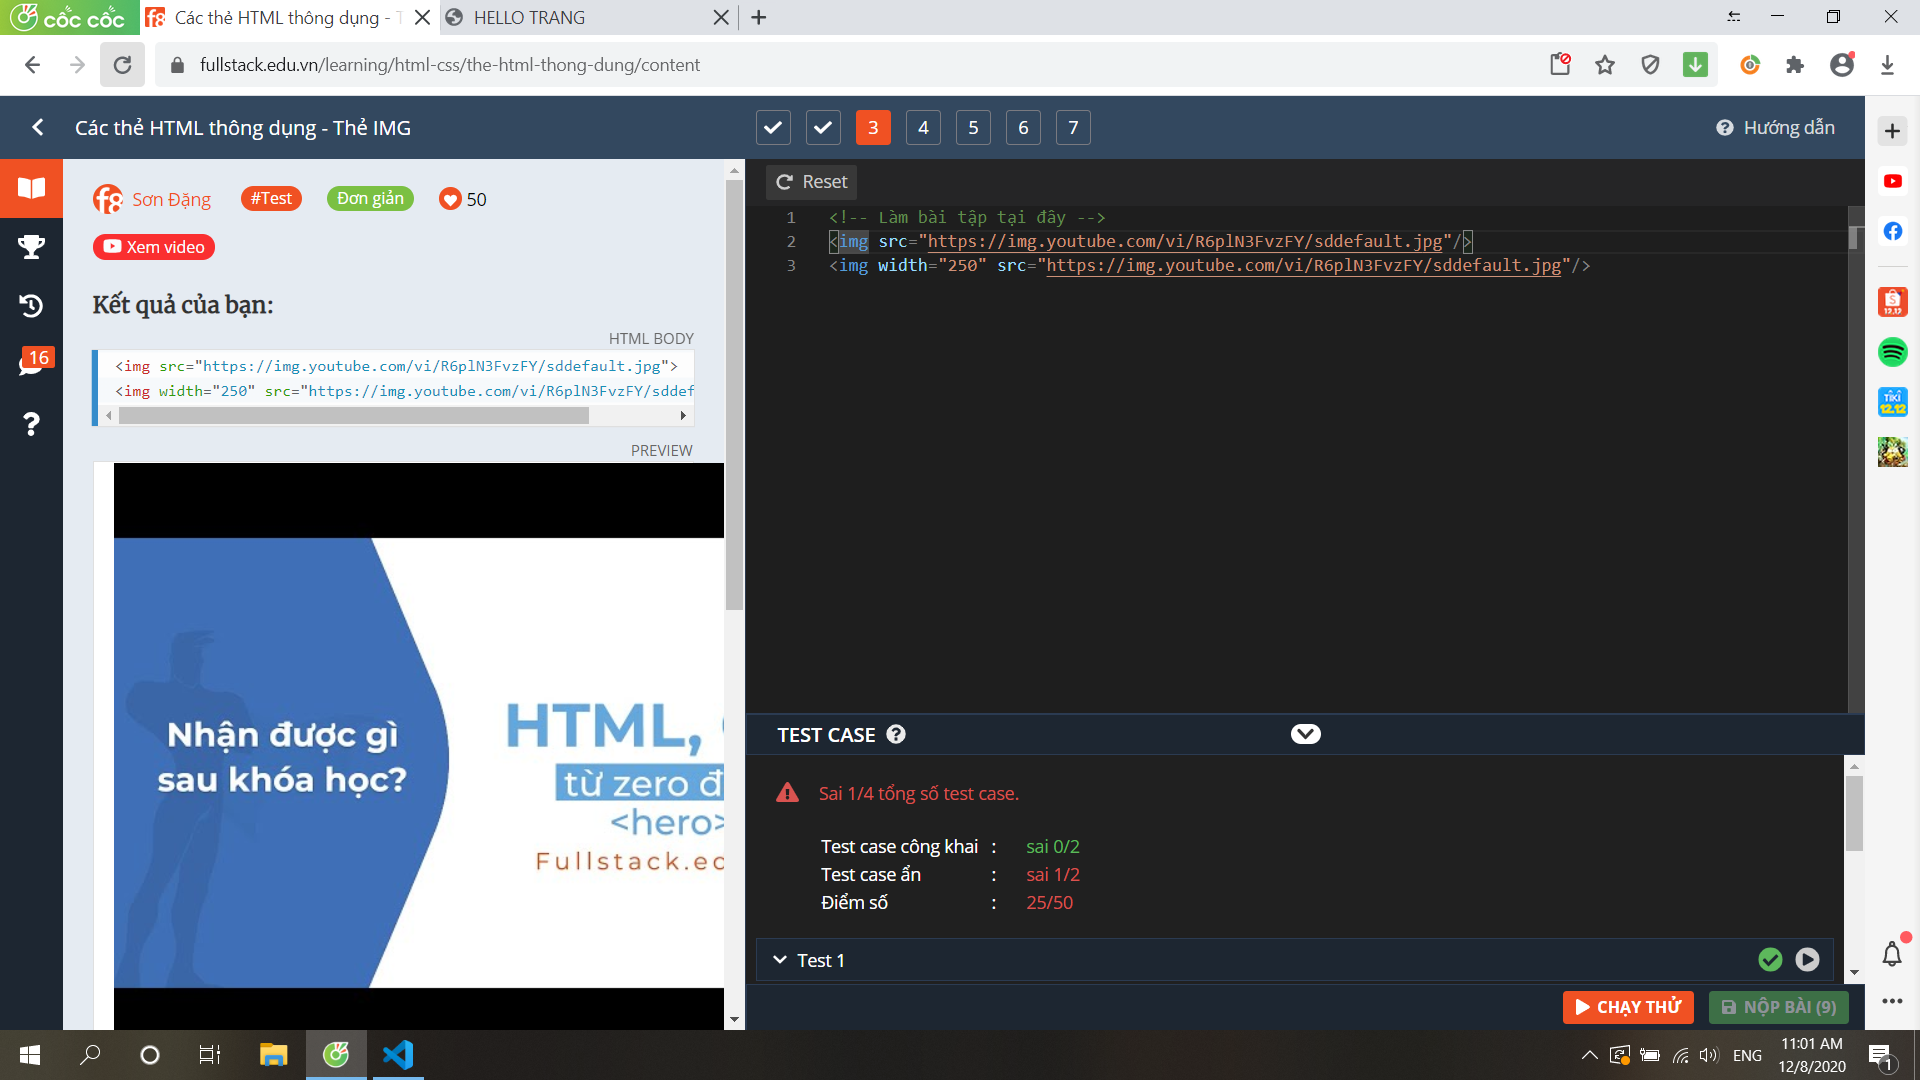 cốc cốc
Các thẻ HTML thông dụng - T
HELLO TRANG
fullstack.edu.vn/learning/html-css/the-html-thong-dung/content
Các thẻ HTML thông dụng - Thẻ IMG
3 4 5 6 7
Hướng dẫn
Sơn Đặng
#Test
Đơn giản
50
Xem video
Kết quả của bạn:
HTML BODY
<img src="https://img.youtube.com/vi/R6plN3FvzFY/sddefault.jpg">
<img width="250" src="https://img.youtube.com/vi/R6plN3FvzFY/sddef
PREVIEW
Nhận được gì
sau khóa học?
HTML,
từ zero đ
<hero>
Fullstack.ed
16
Reset
1 <!-- Làm bài tập tại đây -->
2 <img src="https://img.youtube.com/vi/R6plN3FvzFY/sddefault.jpg"/>
3 <img width="250" src="https://img.youtube.com/vi/R6plN3FvzFY/sddefault.jpg"/>
TEST CASE
Sai 1/4 tổng số test case.
Test case công khai : sai 0/2
Test case ẩn : sai 1/2
Điểm số : 25/50
Test 1
CHẠY THỬ
NỘP BÀI (9)
12.12
TIKI
12.12
ENG
11:01 AM
12/8/2020
1